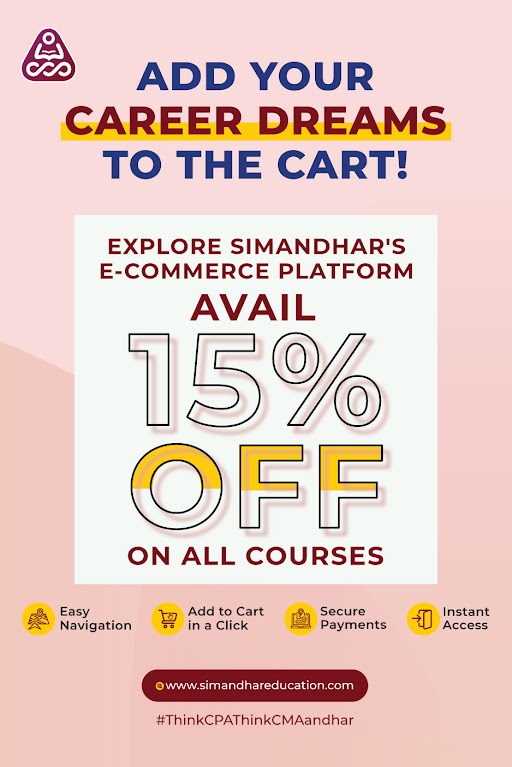 ADD YOUR
CAREER DREAMS
TO THE CART!
EXPLORE SIMANDHAR'S
E-COMMERCE PLATFORM
AVAIL
15%
OFF
ON ALL COURSES
Easy
Navigation
Add to Cart
in a Click
Secure
Payments
Instant
Access
www.simandhareducation.com
#ThinkCPAThinkCMAandhar